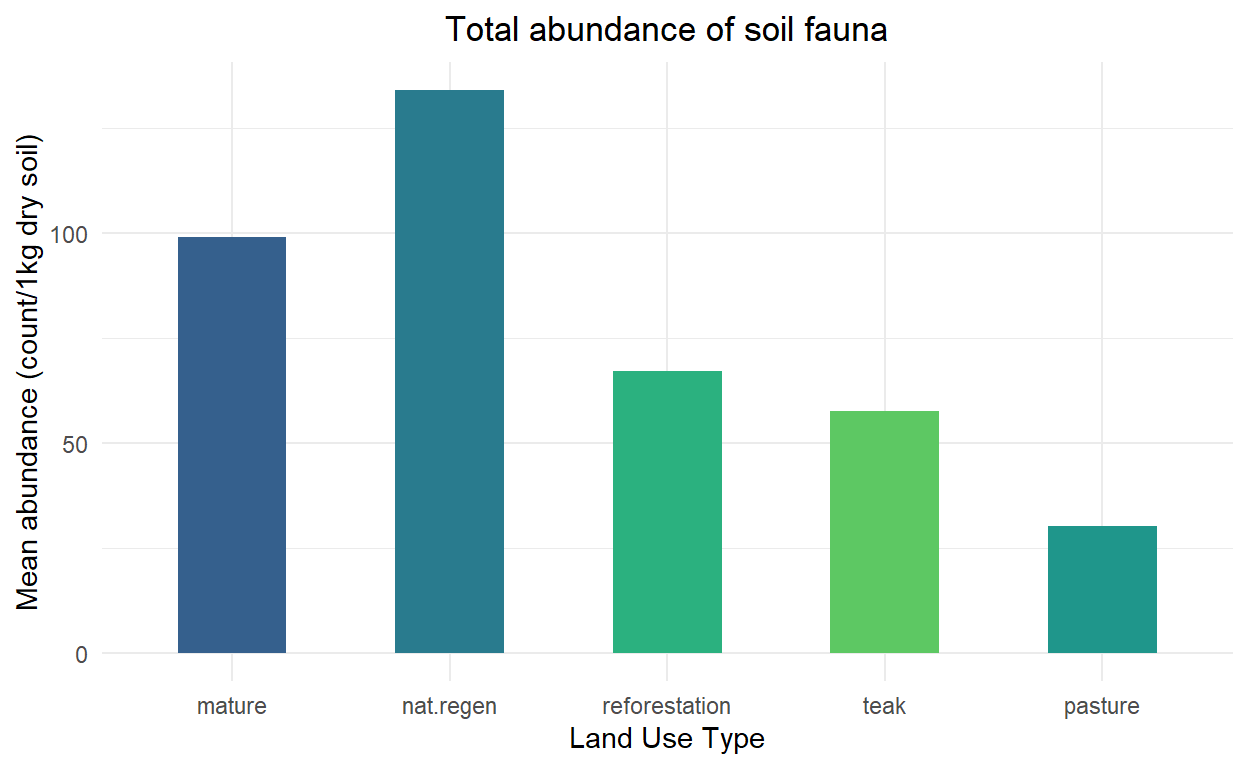 Total abundance of soil fauna
Mean abundance (count/1kg dry soil)
100
50
0
mature nat.regen reforestation teak pasture
Land Use Type